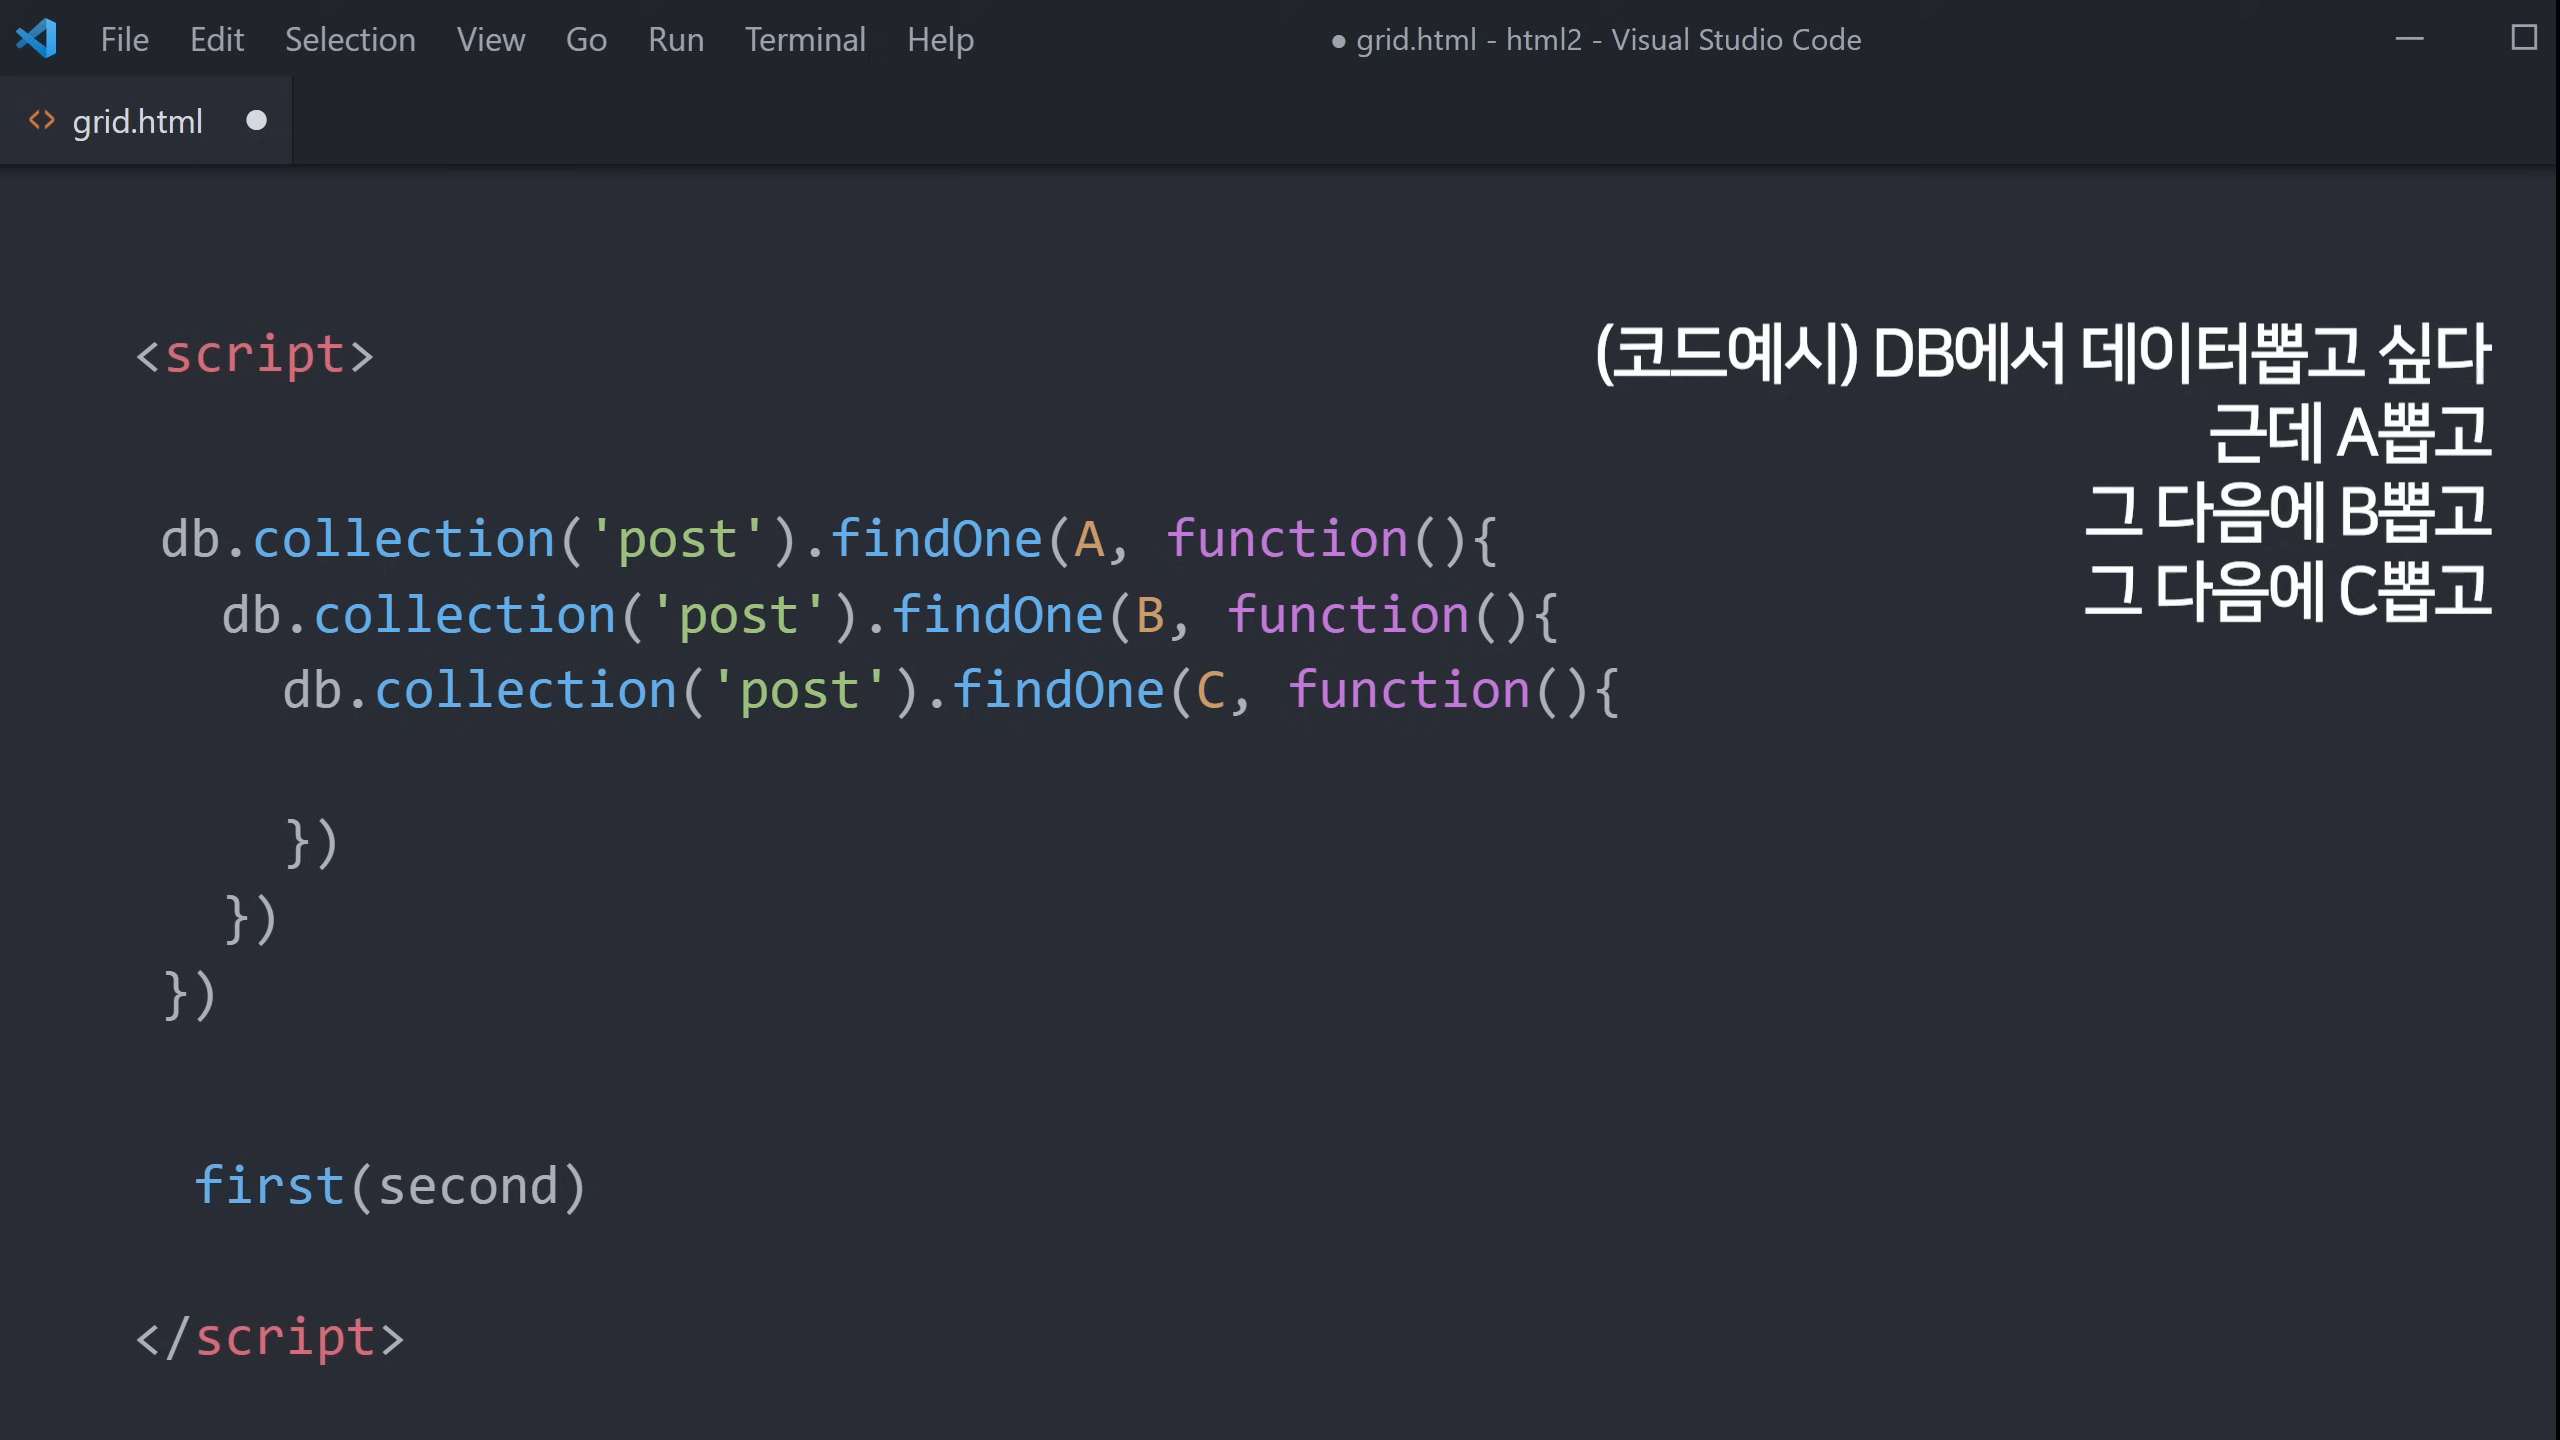 File Edit Selection View Go Run Terminal Help
● grid.html - html2 - Visual Studio Code
<> grid.html ●
<script>
(코드예시) DB에서 데이터뽑고 싶다
근데 A뽑고
그 다음에 B뽑고
그 다음에 C뽑고
db.collection('post').findOne(A, function(){
db.collection('post').findOne(B, function(){
db.collection('post').findOne(C, function(){
})
})
})
first(second)
</script>